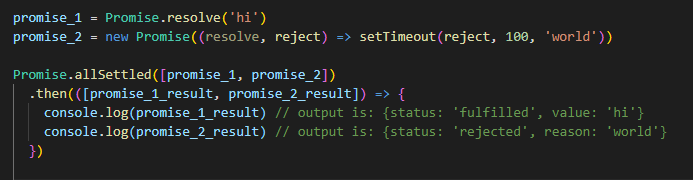 promise_1 = Promise.resolve('hi')
promise_2 = new Promise((resolve, reject) => setTimeout(reject, 100, 'world'))

Promise.allSettled([promise_1, promise_2])
  .then(([promise_1_result, promise_2_result]) => {
    console.log(promise_1_result) // output is: {status: 'fulfilled', value: 'hi'}
    console.log(promise_2_result) // output is: {status: 'rejected', reason: 'world'}
  })